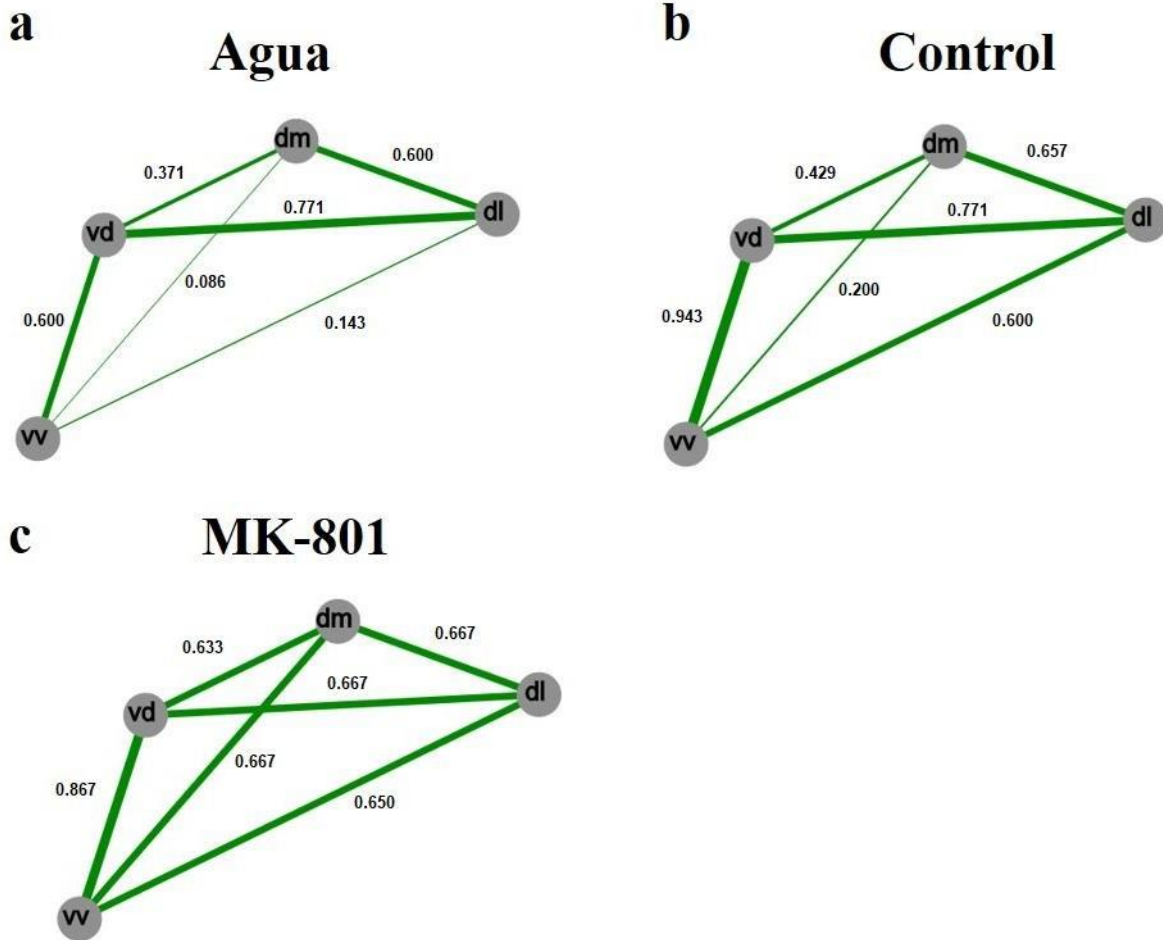 a
Agua
dm
0.371
0.600
0.771
vd
dl
0.086
0.600
0.143
vv
b
Control
dm
0.429
0.657
0.771
vd
dl
0.943
0.200
0.600
vv
c
MK-801
dm
0.633
0.667
0.667
vd
dl
0.867
0.667
0.650
vv